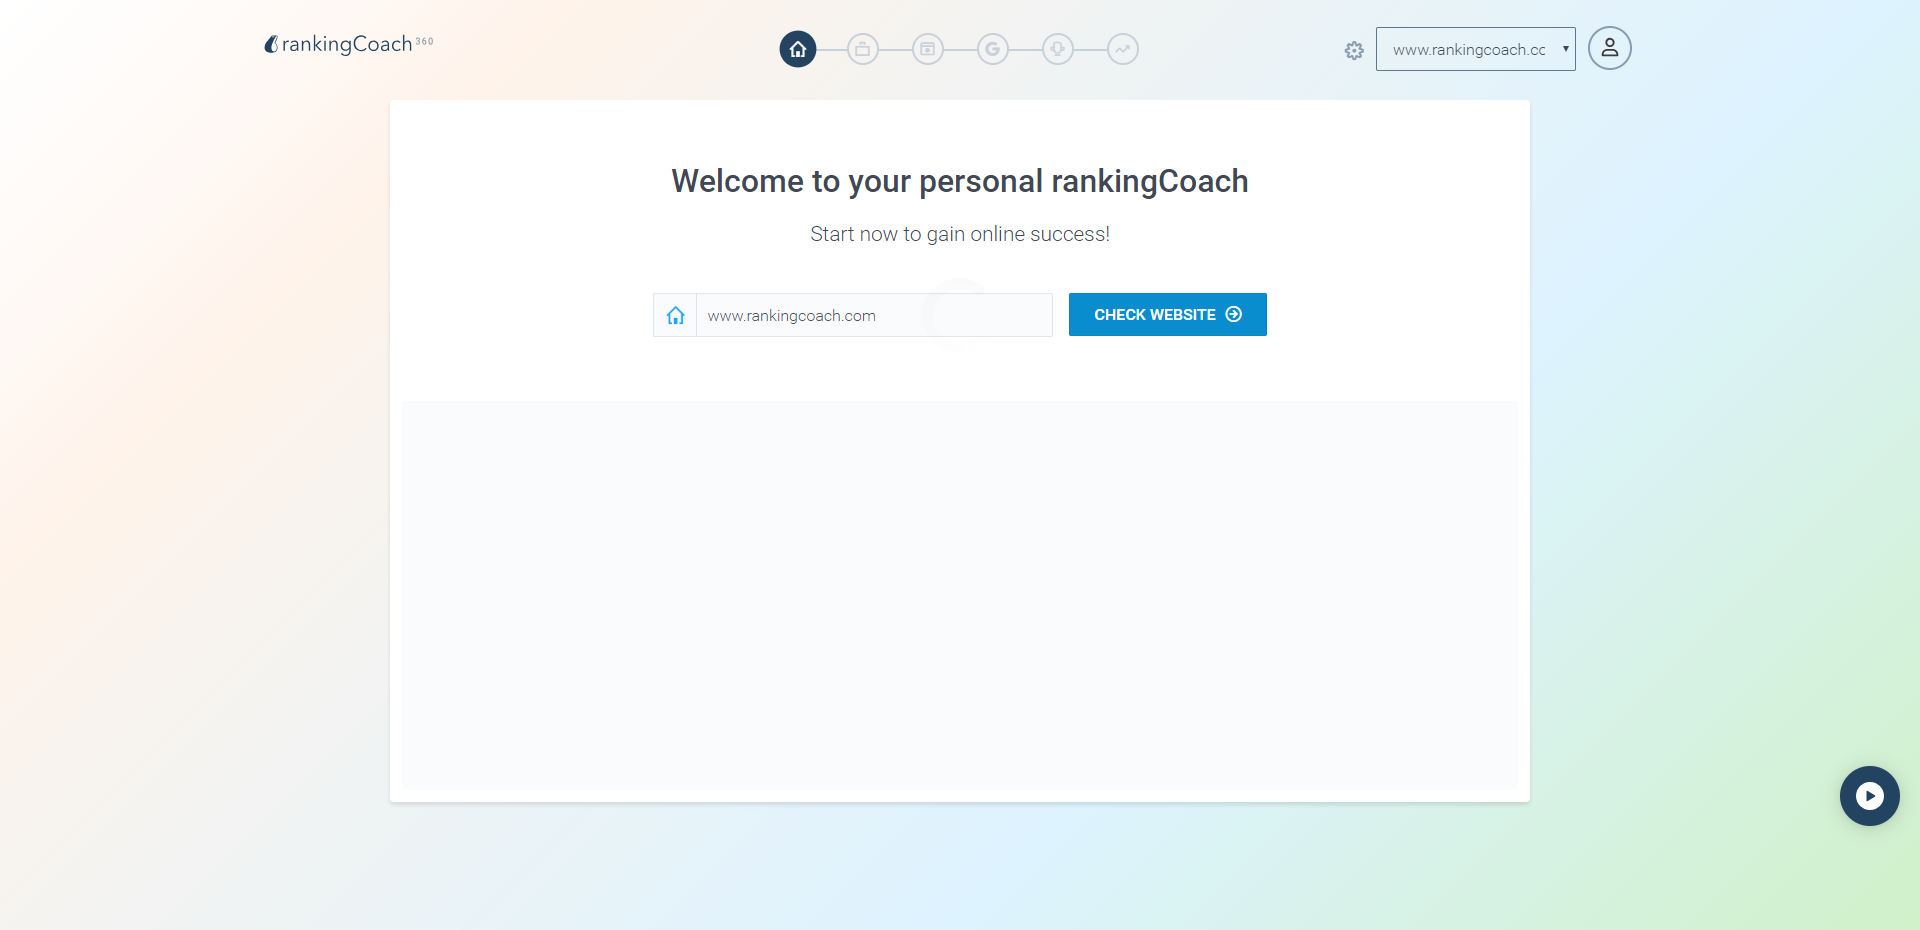 rankingCoach 360
www.rankingcoach.cc
Welcome to your personal rankingCoach
Start now to gain online success!
www.rankingcoach.com
CHECK WEBSITE